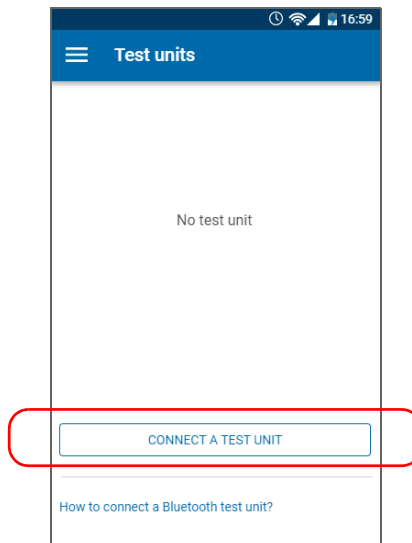 16:59
Test units
No test unit
CONNECT A TEST UNIT
How to connect a Bluetooth test unit?